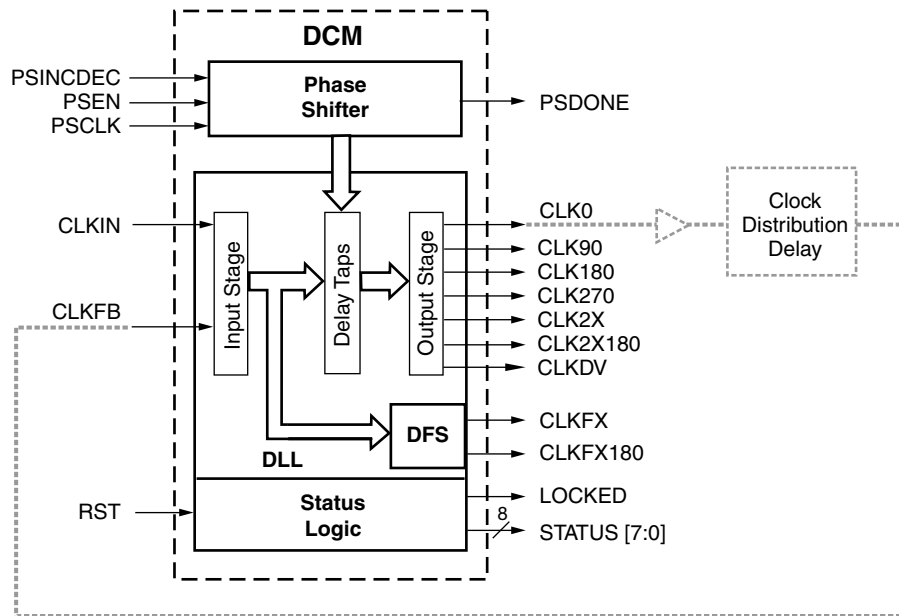 DCM
PSINCDEC
PSEN
PSCLK
Phase
Shifter
PSDONE
CLKIN
CLKFB
Input Stage
Delay Taps
Output Stage
CLK0
CLK90
CLK180
CLK270
CLK2X
CLK2X180
CLKDV
Clock
Distribution
Delay
DFS
CLKFX
CLKFX180
DLL
RST
Status
Logic
LOCKED
8
STATUS [7:0]